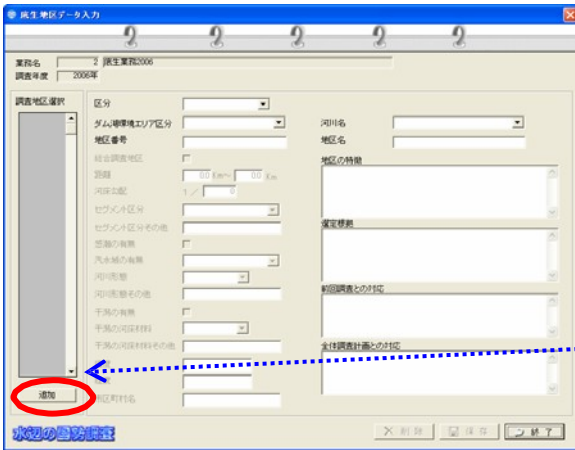 底生地区データ入力
業務名 2 底生業務2006
調査年度 2006年
調査地区選択
区分
ダム湖環境エリア区分
河川名
地区番号
地区名
結合調査地区
地区の特徴
距離 0.0 Km～ 0.0 Km
河床勾配 1 ／ 0
セグメント区分
セグメント区分その他
選定根拠
汽水域の有無
河川形態
前回調査との対応
河川形態その他
干潟の有無
干潟の河床材料
干潟の河床材料その他
全体調査計画との対応
追加
市区町村名
水辺の国勢調査
削除 保存 終了